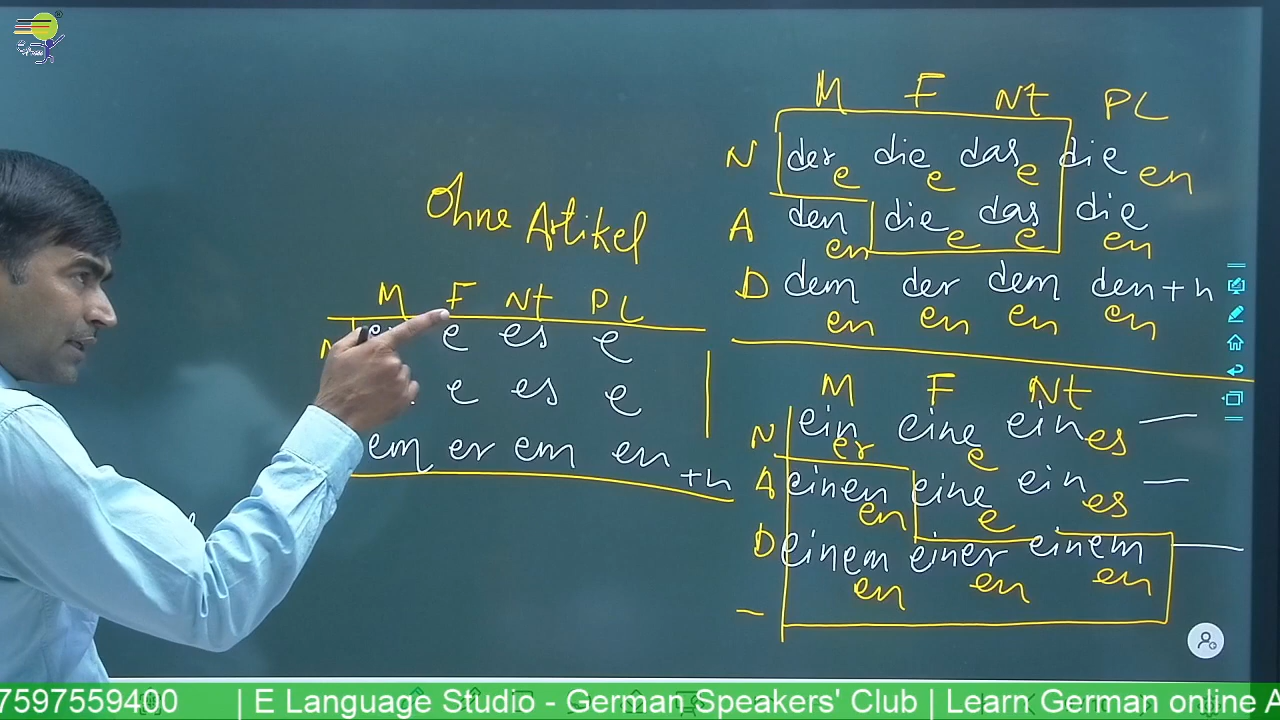 M F Nt PL
N der e die e das e die en
A den en die e das e die en
D dem en der en dem en den+n en
Ohne Artikel
M F Nt PL
N e es e
e es e
em er em en +n
M F Nt
N ein er eine e ein es —
A einen en eine e ein es —
D einem en einer en einem en —
—
7597559400 | E Language Studio - German Speakers' Club | Learn German online A